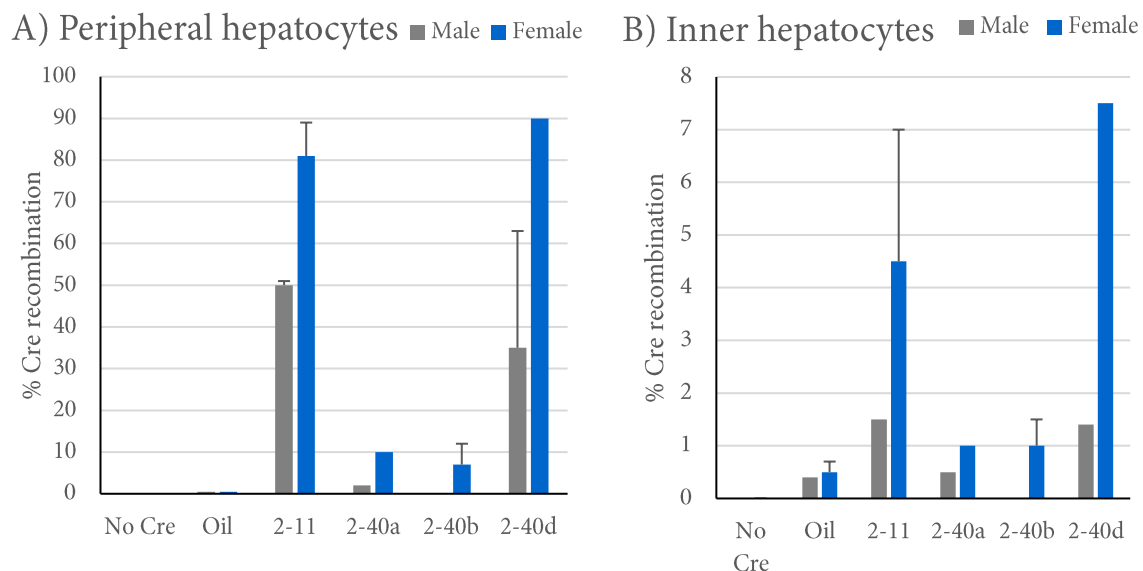 A) Peripheral hepatocytes Male Female
% Cre recombination
100
90
80
70
60
50
40
30
20
10
0
No Cre Oil 2-11 2-40a 2-40b 2-40d
B) Inner hepatocytes Male Female
% Cre recombination
8
7
6
5
4
3
2
1
0
No Oil 2-11 2-40a 2-40b 2-40d
Cre